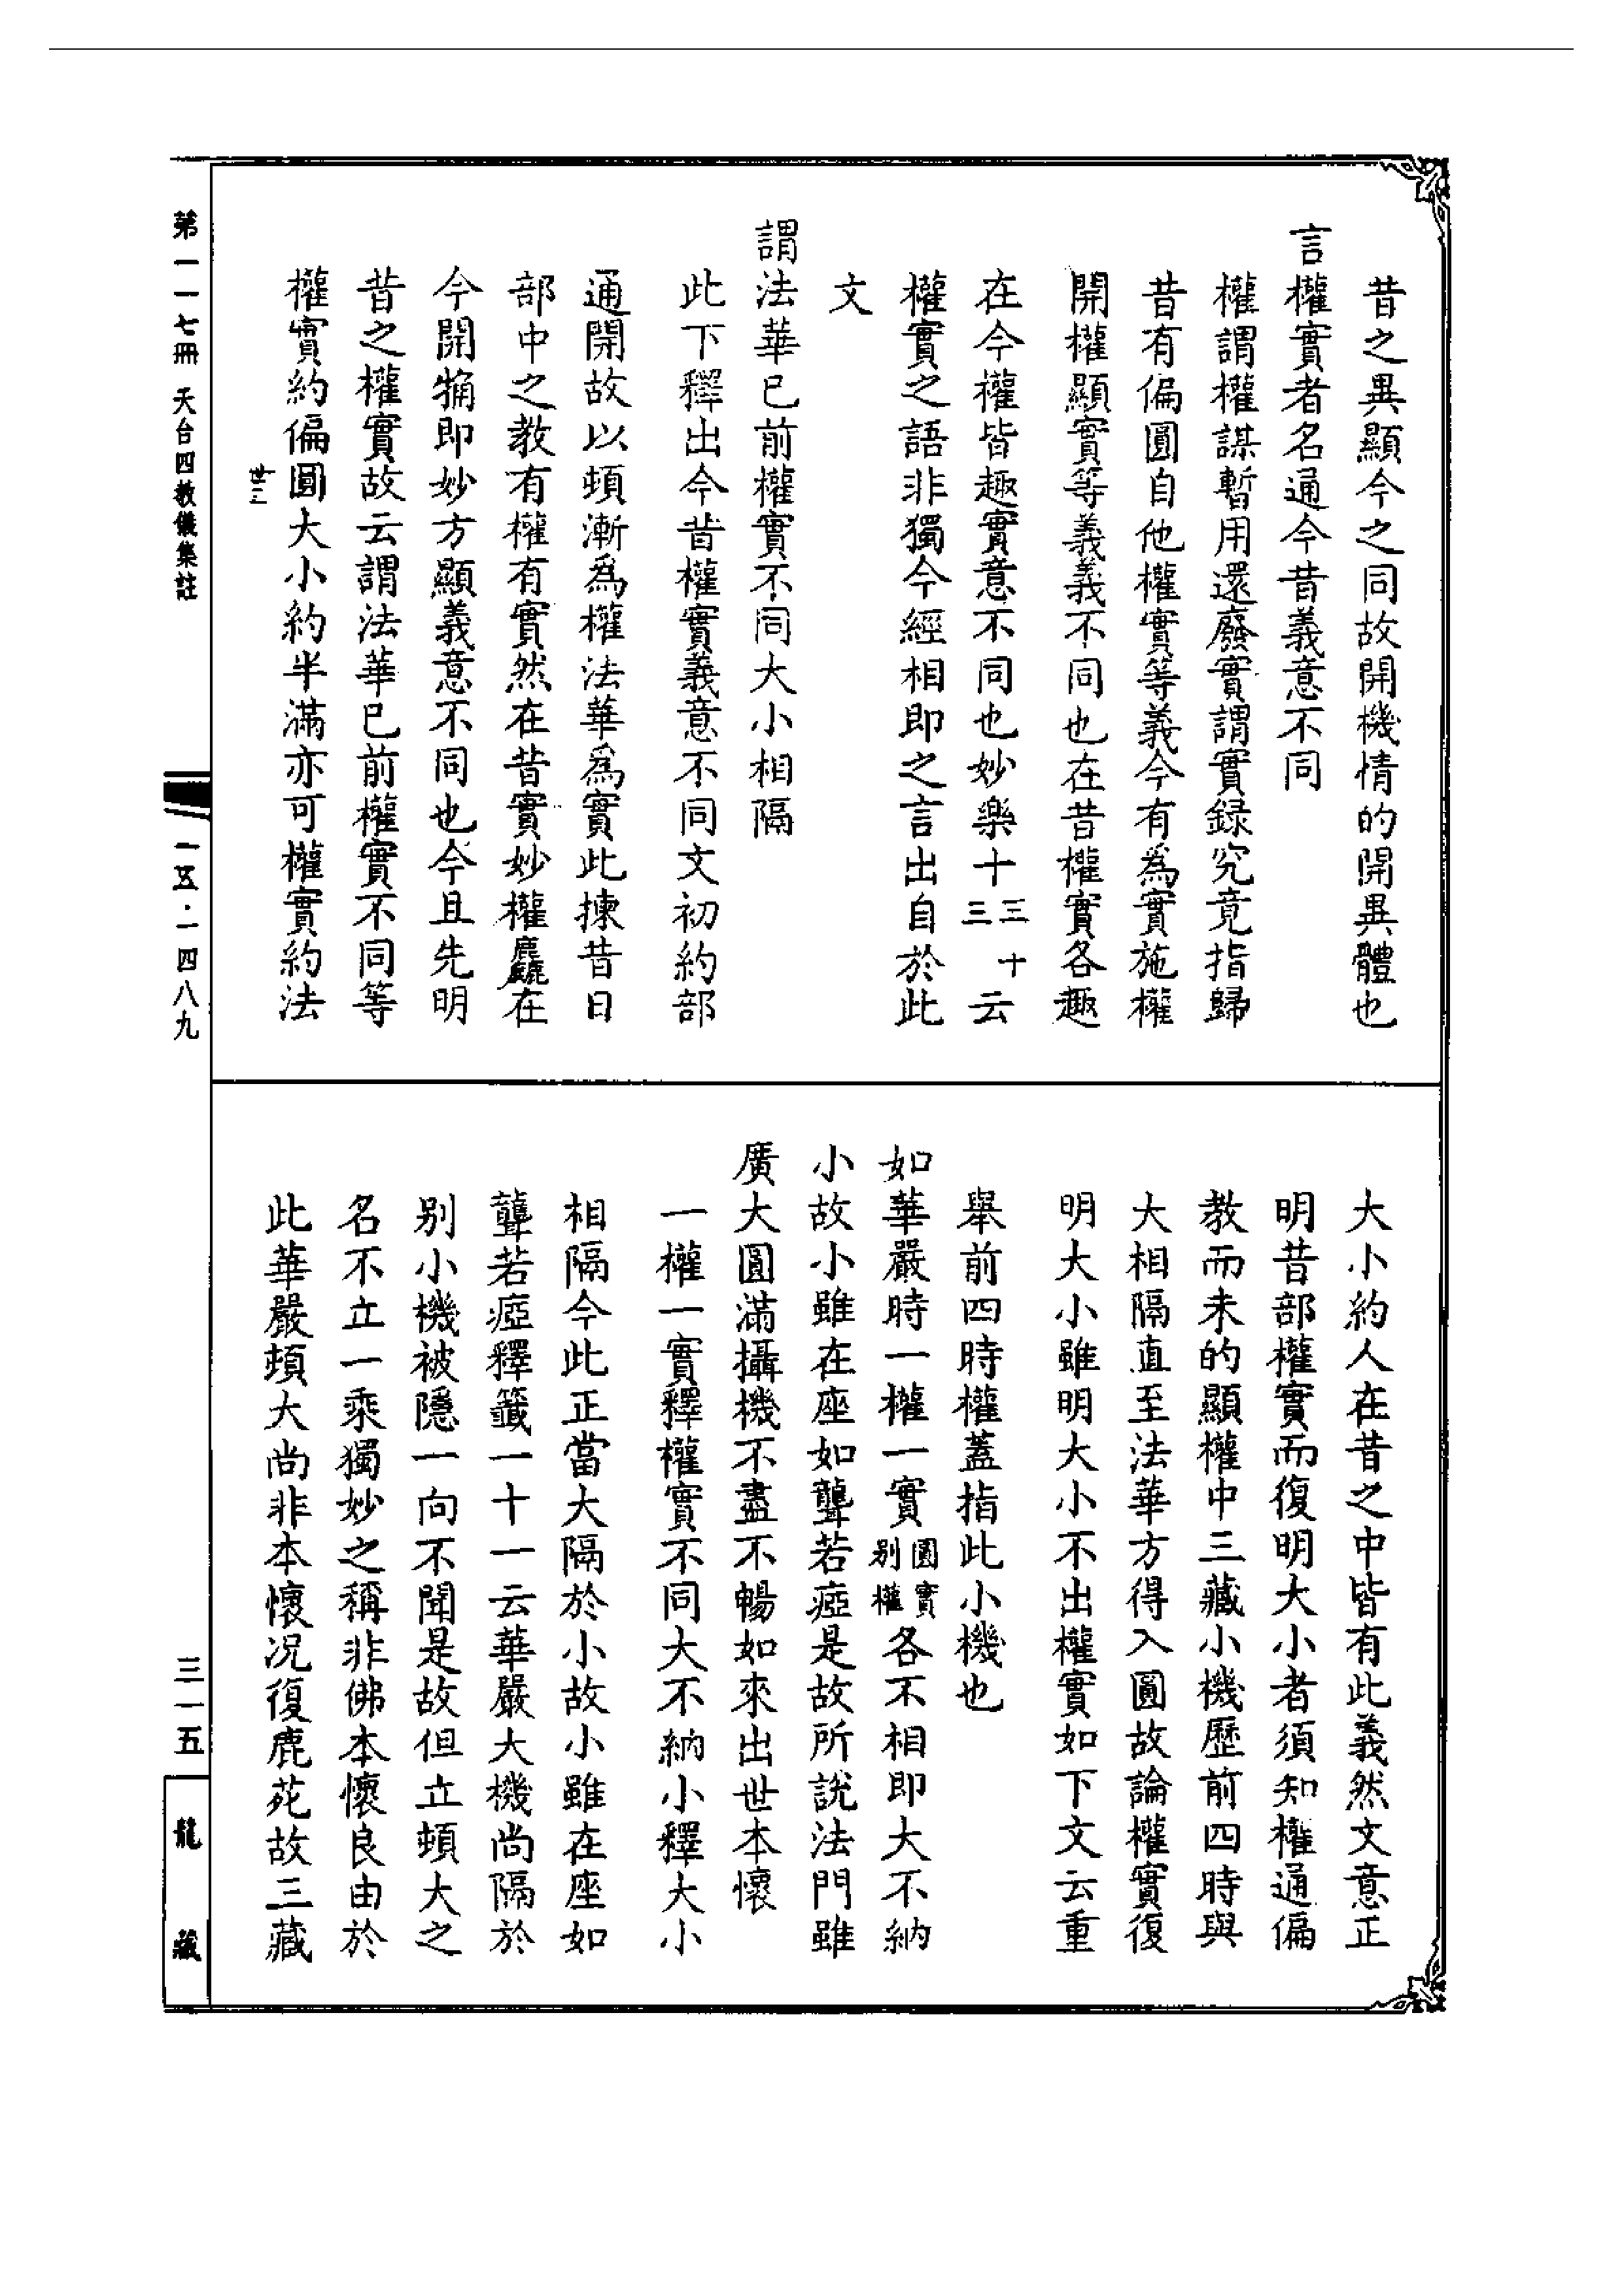 昔之異顯今之同故開機情的開異體也
言權實者名通今昔義意不同
權謂權謀暫用還廢實謂實録究竟指歸
昔有偏圓自他權實等義今有為實施權
開權顯實等義義不同也在昔權實各趣
在今權皆趣實意不同也妙樂十三三十云
權實之語非獨今經相即之言出自於此
文
謂法華已前權實不同大小相隔
此下釋出今昔權實義意不同文初約部
通開故以頓漸為權法華為實此揀昔日
部中之教有權有實然在昔實妙權麤在
今開麤即妙方顯義意不同也今且先明
昔之權實故云謂法華已前權實不同等
權實約偏圓大小約半滿亦可權實約法
世三
大小約人在昔之中皆有此義然文意正
明昔部權實而復明大小者須知權通偏
教而未的顯權中三藏小機歷前四時與
大相隔直至法華方得入圓故論權實復
明大小雖明大小不出權實如下文云重
舉前四時權蓋指此小機也
如華嚴時一權一實圓實別權各不相即大不納
小故小雖在座如聾若瘂是故所說法門雖
廣大圓滿攝機不盡不暢如來出世本懷
一權一實釋權實不同大不納小釋大小
相隔今此正當大隔於小故小雖在座如
聾若瘂釋籤一十一云華嚴大機尚隔於
別小機被隱一向不聞是故但立頓大之
名不立一乘獨妙之稱非佛本懷良由於
此華嚴頓大尚非本懷况復鹿苑故三藏
第一一七冊 天台四教儀集註
一五·一四八九
三一五
龍藏